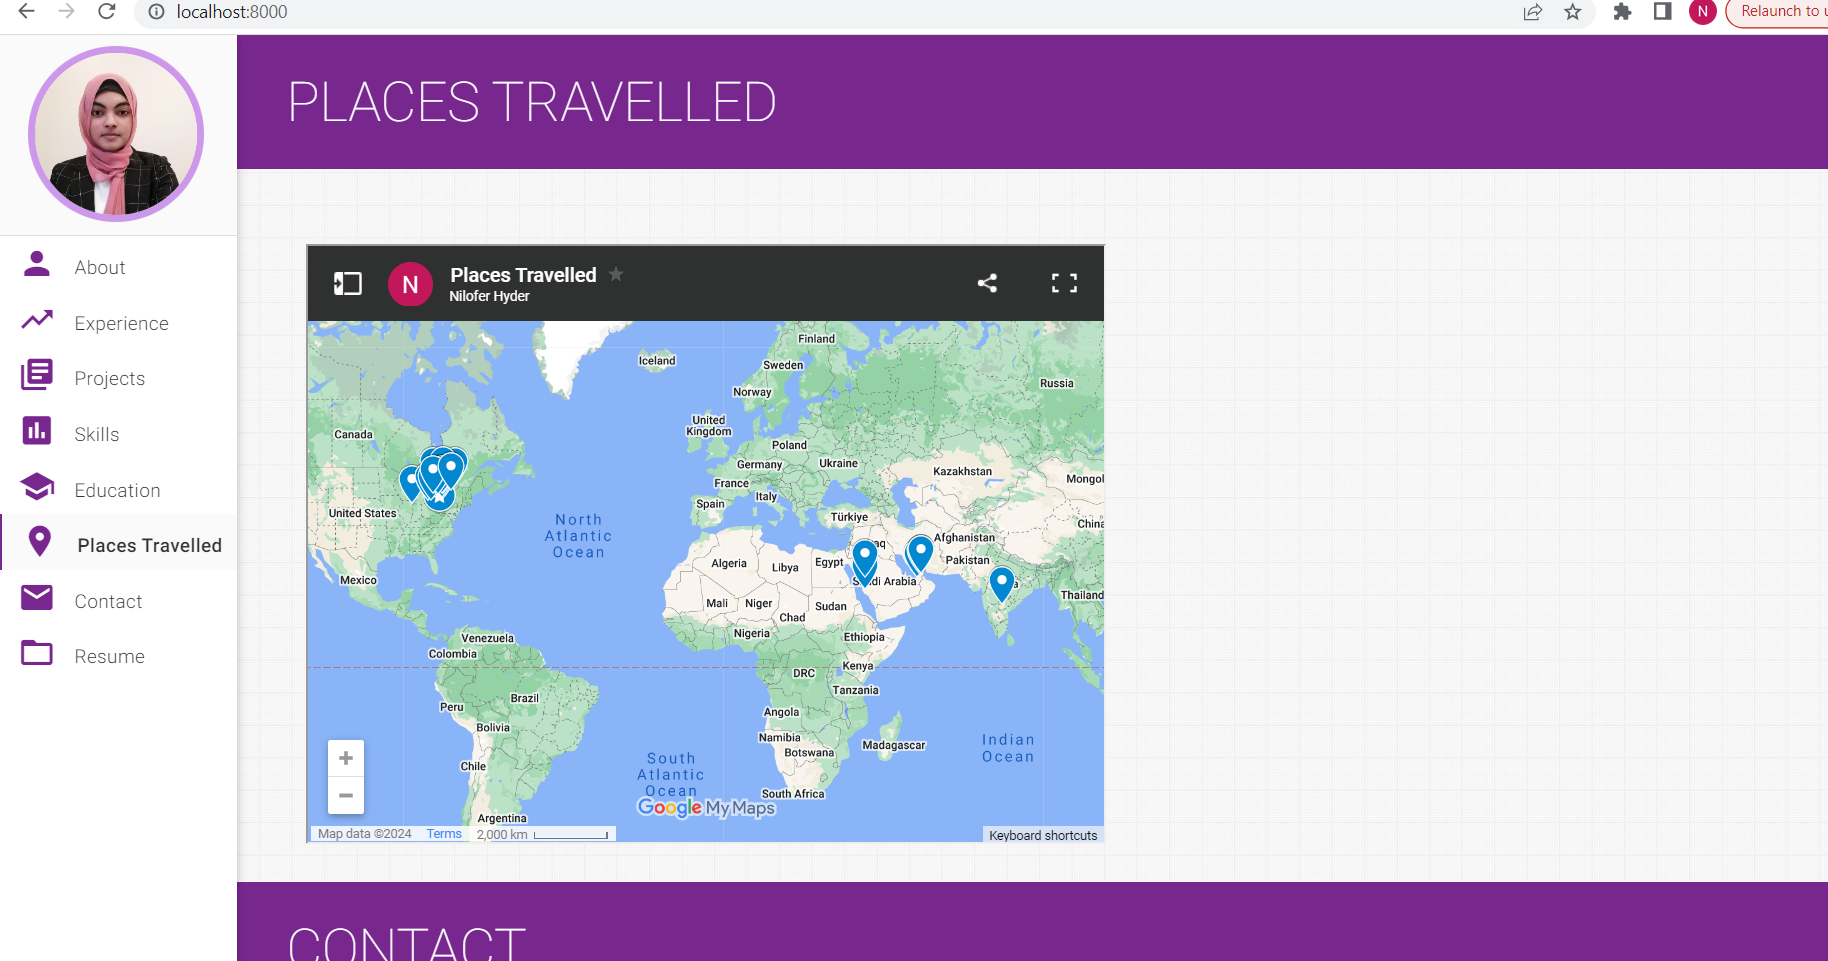 localhost:8000
N
Relaunch to u
PLACES TRAVELLED
About
Experience
Projects
Skills
Education
Places Travelled
Contact
Resume
N
Places Travelled
Nilofer Hyder
Finland
Iceland
Sweden
Russia
Norway
United
Kingdom
Canada
Poland
Germany
Ukraine
Kazakhstan
Mongol
France
Italy
Spain
United States
Türkiye
North
Atlantic
Ocean
China
Afghanistan
Iraq
Pakistan
Algeria
Libya
Egypt
Saudi Arabia
Mexico
Thailand
Mali
Niger
Sudan
Chad
Nigeria
Ethiopia
Venezuela
Colombia
Kenya
DRC
Tanzania
Brazil
Peru
Angola
Bolivia
Namibia
Botswana
Madagascar
Indian
Ocean
South
Atlantic
Ocean
Chile
South Africa
Google My Maps
Argentina
+
−
Map data ©2024
Terms
2,000 km
Keyboard shortcuts
CONTACT